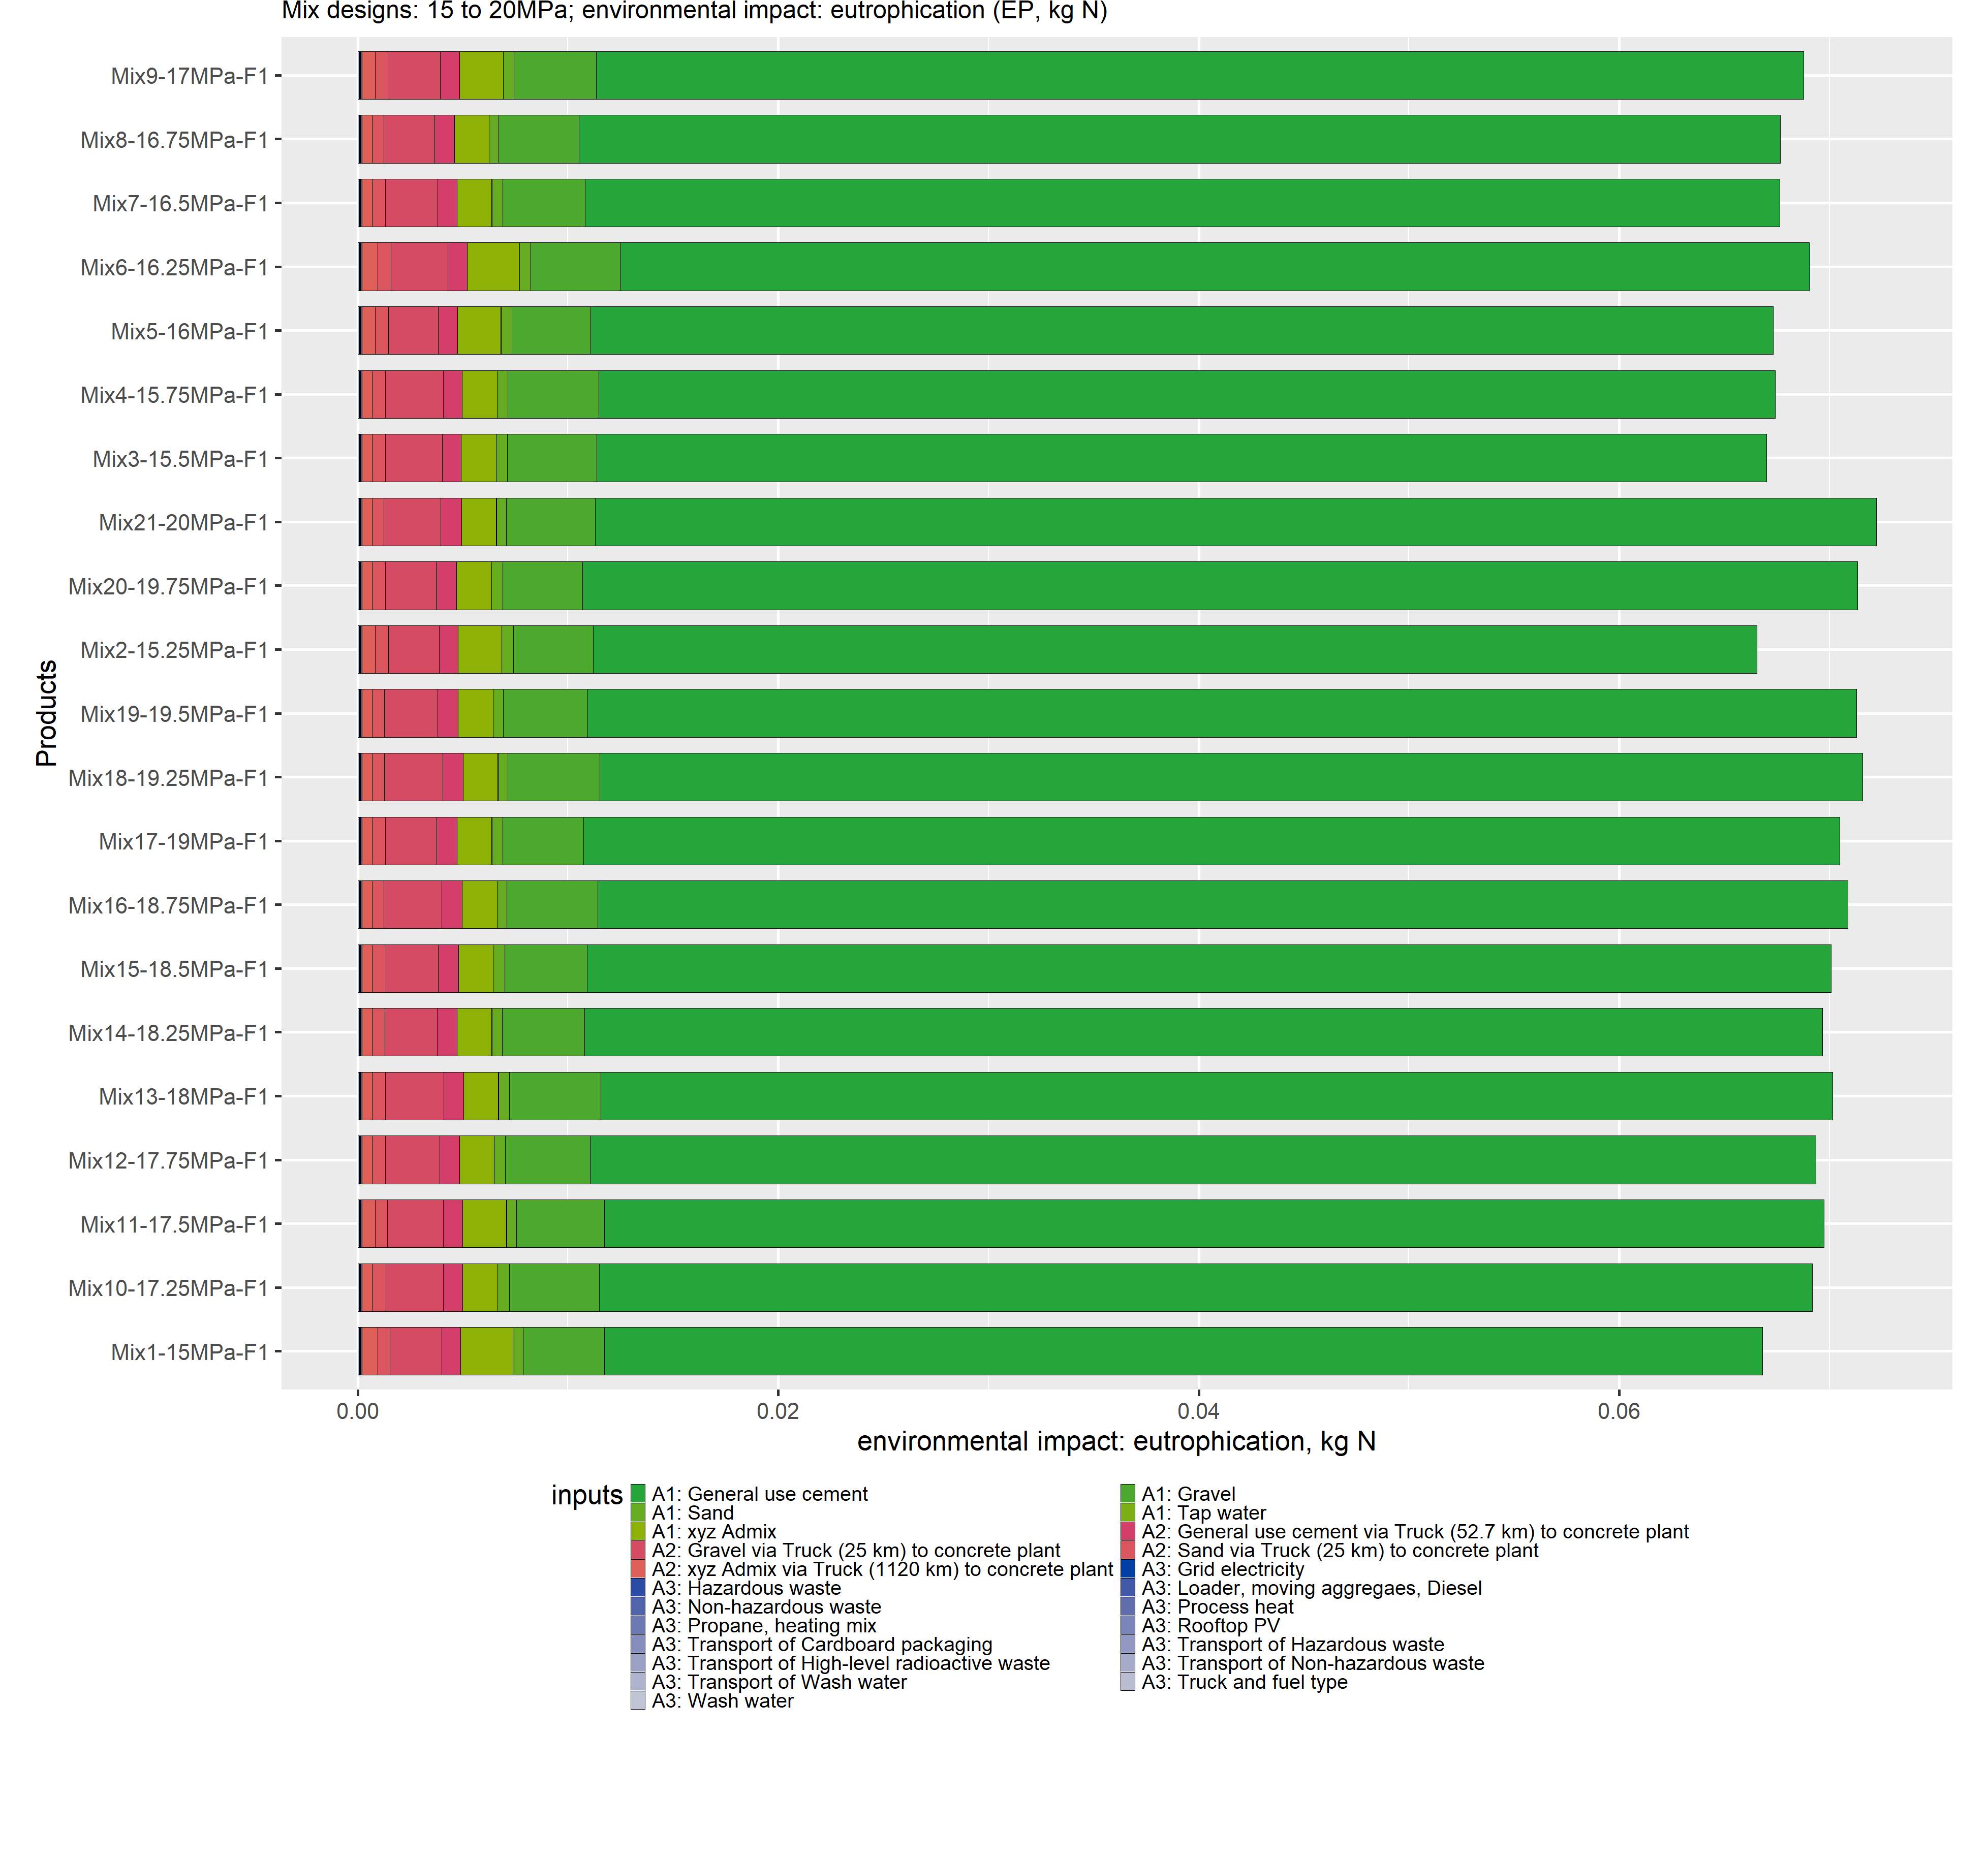 Mix designs: 15 to 20MPa; environmental impact: eutrophication (EP, kg N)
Mix9-17MPa-F1
Mix8-16.75MPa-F1
Mix7-16.5MPa-F1
Mix6-16.25MPa-F1
Mix5-16MPa-F1
Mix4-15.75MPa-F1
Mix3-15.5MPa-F1
Mix21-20MPa-F1
Mix20-19.75MPa-F1
Mix2-15.25MPa-F1
Mix19-19.5MPa-F1
Mix18-19.25MPa-F1
Mix17-19MPa-F1
Mix16-18.75MPa-F1
Mix15-18.5MPa-F1
Mix14-18.25MPa-F1
Mix13-18MPa-F1
Mix12-17.75MPa-F1
Mix11-17.5MPa-F1
Mix10-17.25MPa-F1
Mix1-15MPa-F1
Products
0.00 0.02 0.04 0.06
environmental impact: eutrophication, kg N
inputs
A1: General use cement A1: Gravel
A1: Sand A1: Tap water
A1: xyz Admix A2: General use cement via Truck (52.7 km) to concrete plant
A2: Gravel via Truck (25 km) to concrete plant A2: Sand via Truck (25 km) to concrete plant
A2: xyz Admix via Truck (1120 km) to concrete plant A3: Grid electricity
A3: Hazardous waste A3: Loader, moving aggregaes, Diesel
A3: Non-hazardous waste A3: Process heat
A3: Propane, heating mix A3: Rooftop PV
A3: Transport of Cardboard packaging A3: Transport of Hazardous waste
A3: Transport of High-level radioactive waste A3: Transport of Non-hazardous waste
A3: Transport of Wash water A3: Truck and fuel type
A3: Wash water